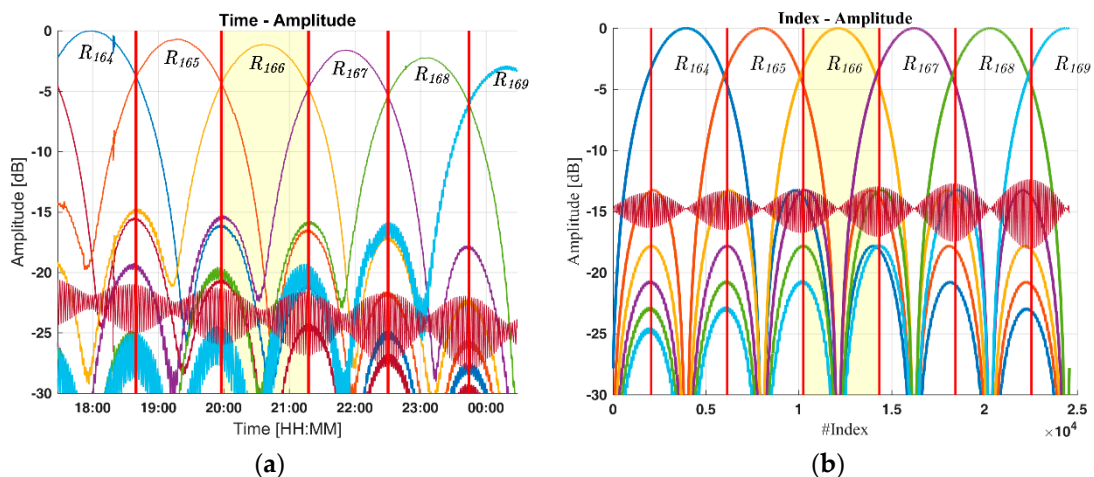 Time - Amplitude
0
-5
-10
-15
-20
-25
-30
Amplitude [dB]
R164
R165
R166
R167
R168
R169
18:00 19:00 20:00 21:00 22:00 23:00 00:00
Time [HH:MM]
(a)
Index - Amplitude
0
-5
-10
-15
-20
-25
-30
Amplitude [dB]
R164
R165
R166
R167
R168
R169
0 0.5 1 1.5 2 2.5
×10⁴
#Index
(b)